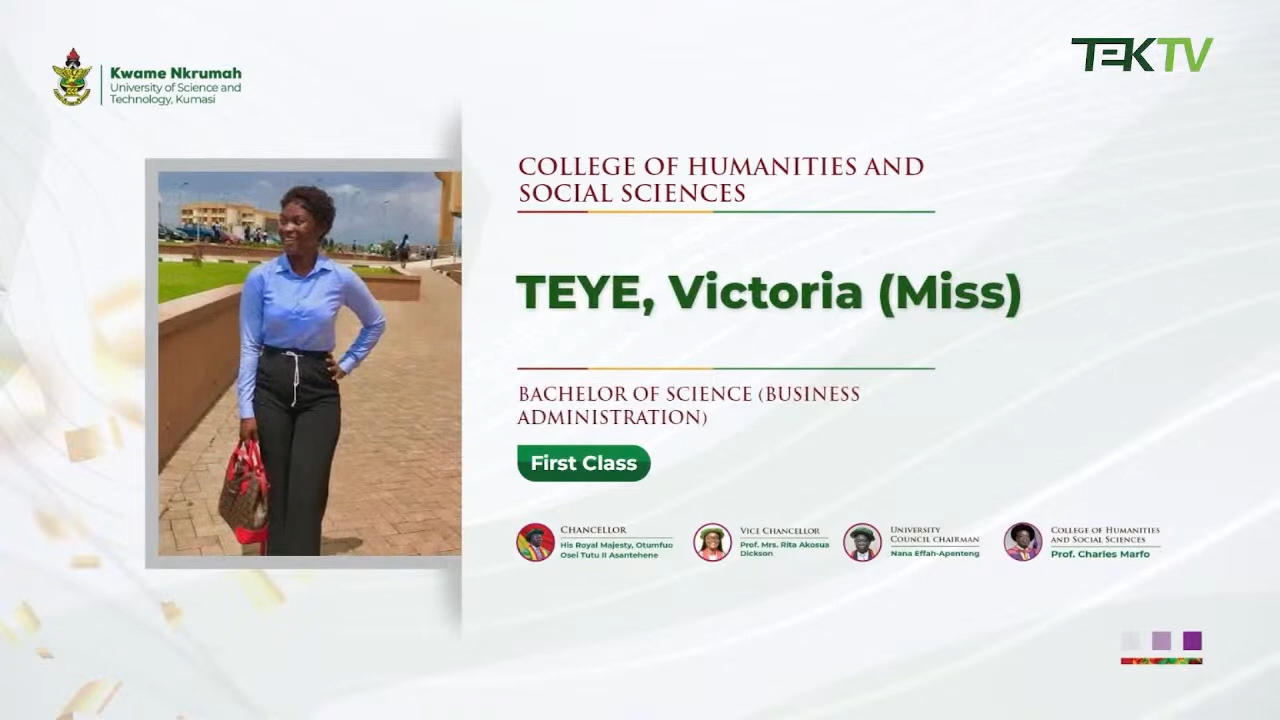 Kwame Nkrumah
University of Science and
Technology, Kumasi
TEKTV
COLLEGE OF HUMANITIES AND
SOCIAL SCIENCES
TEYE, Victoria (Miss)
BACHELOR OF SCIENCE (BUSINESS
ADMINISTRATION)
First Class
CHANCELLOR
His Royal Majesty, Otumfuo
Osei Tutu II Asantehene
VICE CHANCELLOR
Prof. Mrs. Rita Akosua
Dickson
UNIVERSITY
COUNCIL CHAIRMAN
Nana Effah-Apenteng
COLLEGE OF HUMANITIES
AND SOCIAL SCIENCES
Prof. Charles Marfo